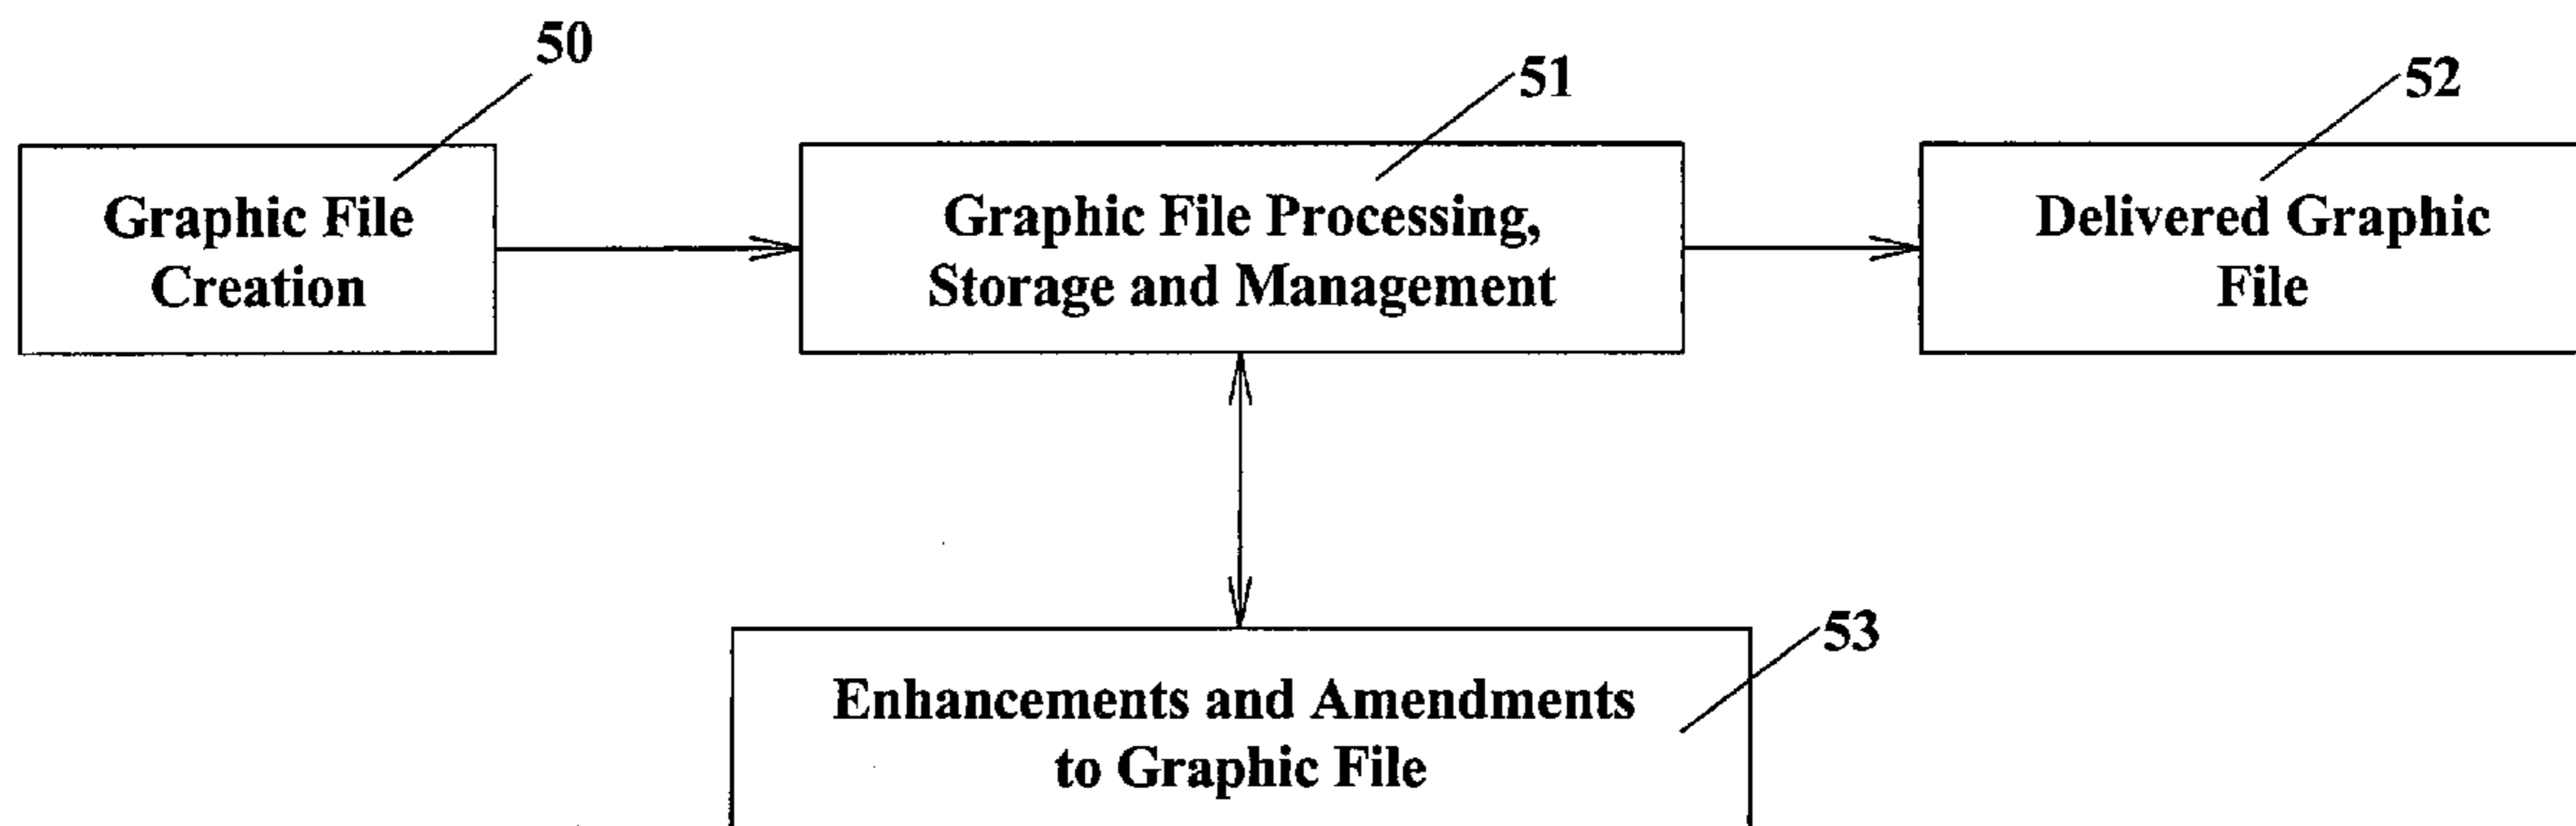 50
51
52
Graphic File
Creation
Graphic File Processing,
Storage and Management
Delivered Graphic
File
53
Enhancements and Amendments
to Graphic File